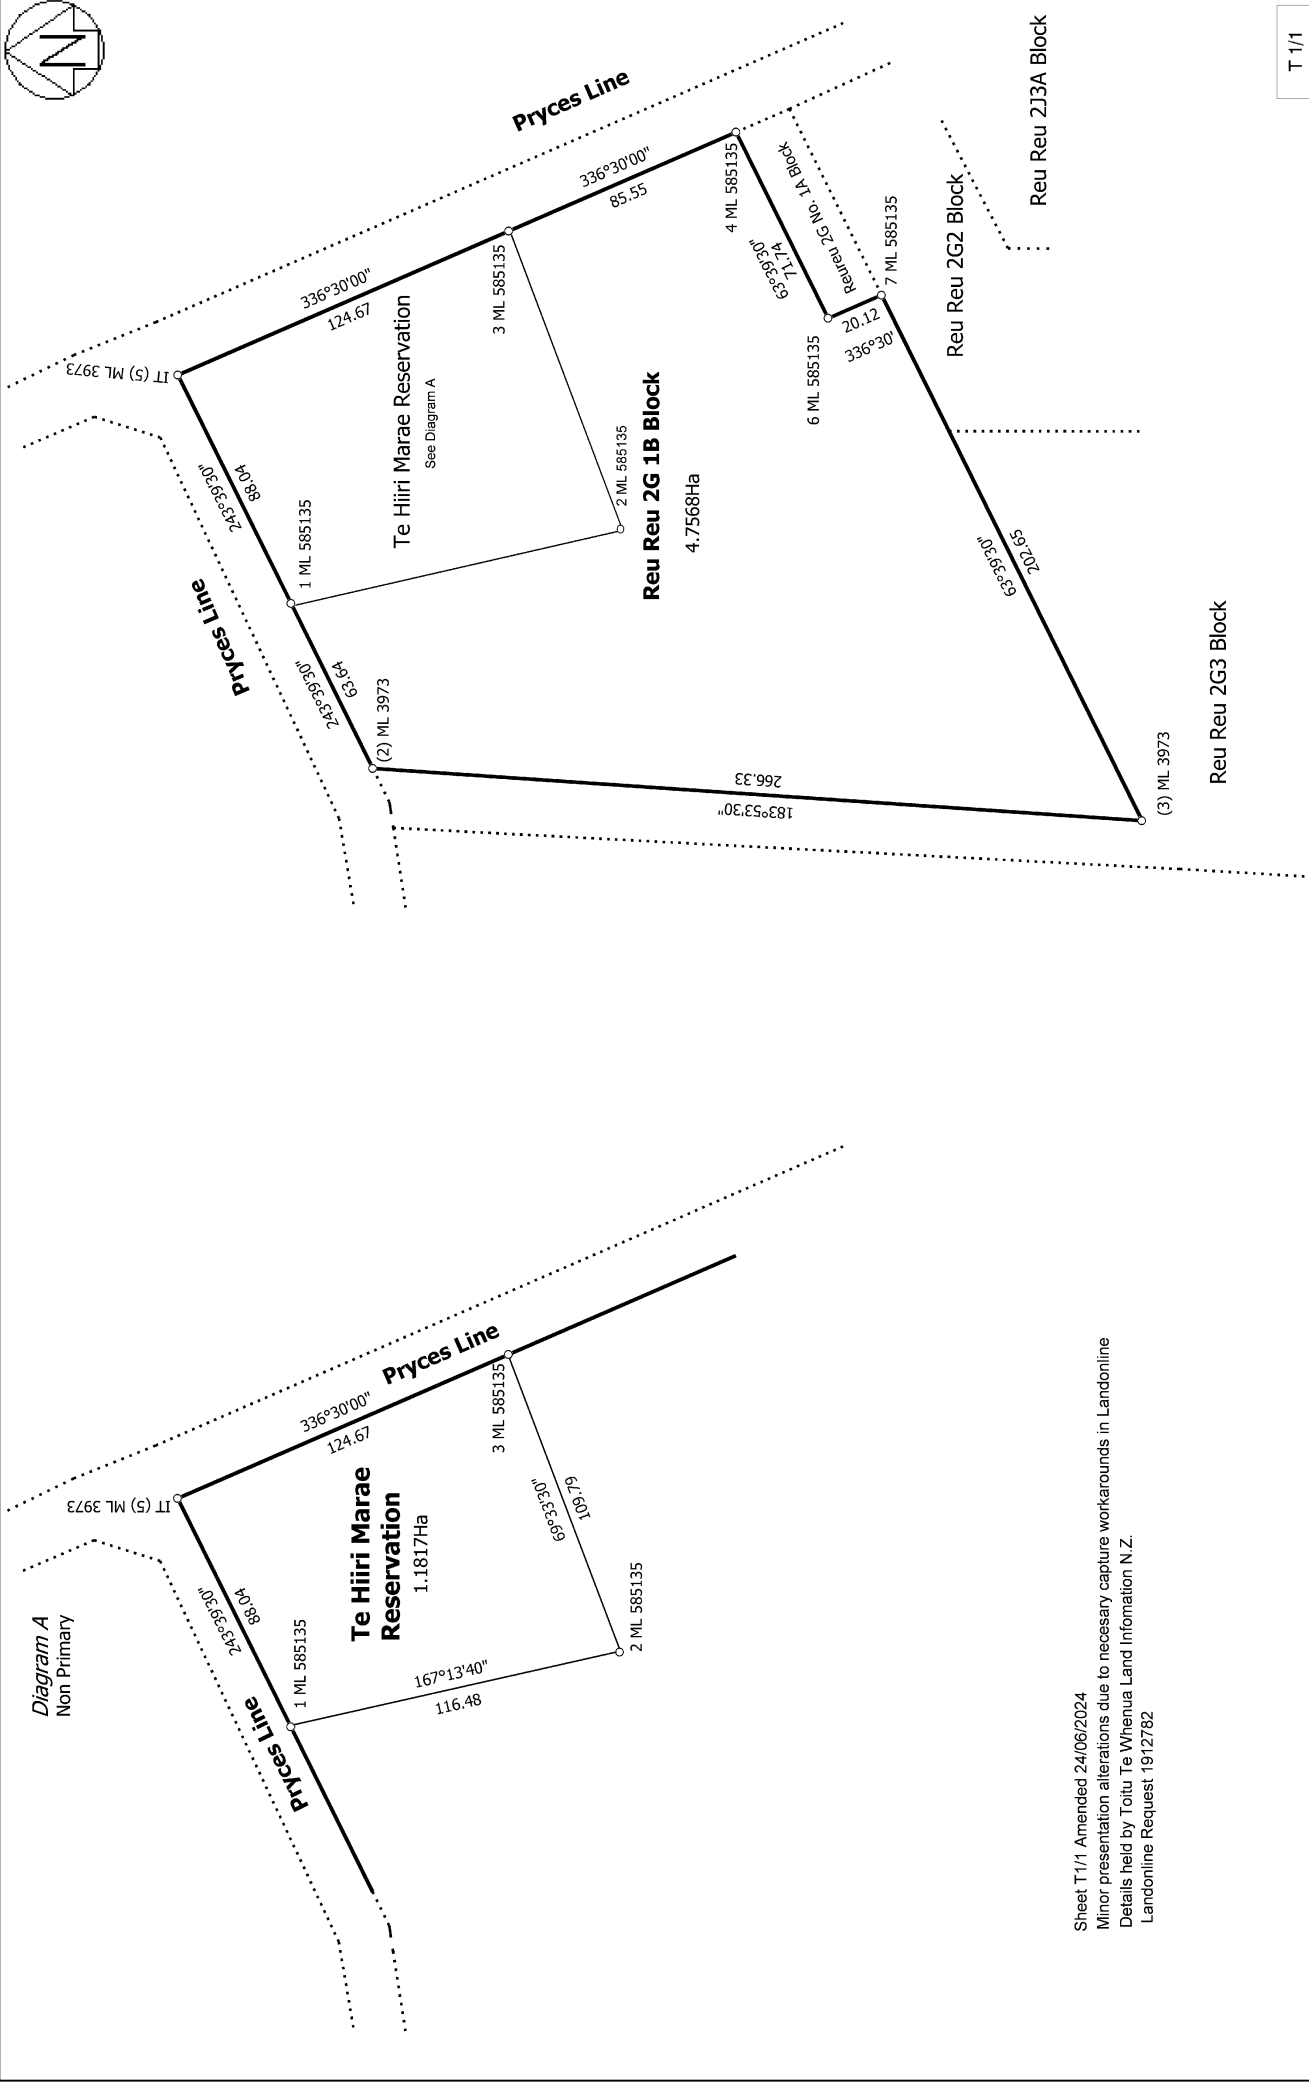 Diagram A
Non Primary
IT (5) ML 3973
243°39'30"
88.04
1 ML 585135
Pryces Line
336°30'00"
124.67
Pryces Line
3 ML 585135
Te Hiiri Marae
Reservation
1.1817Ha
69°33'30"
109.79
167°13'40"
116.48
2 ML 585135
Sheet T1/1 Amended 24/06/2024
Minor presentation alterations due to necesary capture workarounds in Landonline
Details held by Toitu Te Whenua Land Infomation N.Z.
Landonline Request 1912782
N
IT (5) ML 3973
243°39'30"
88.04
1 ML 585135
Pryces Line
243°39'30"
63.64
(2) ML 3973
336°30'00"
124.67
Pryces Line
336°30'00"
85.55
3 ML 585135
4 ML 585135
Te Hiiri Marae Reservation
See Diagram A
2 ML 585135
Reu Reu 2G 1B Block
4.7568Ha
63°39'30"
71.74
Reureu 2G No. 1A Block
6 ML 585135
20.12
336°30'
7 ML 585135
266.33
183°53'30"
63°39'30"
202.65
(3) ML 3973
Reu Reu 2G2 Block
Reu Reu 2J3A Block
Reu Reu 2G3 Block
T 1/1